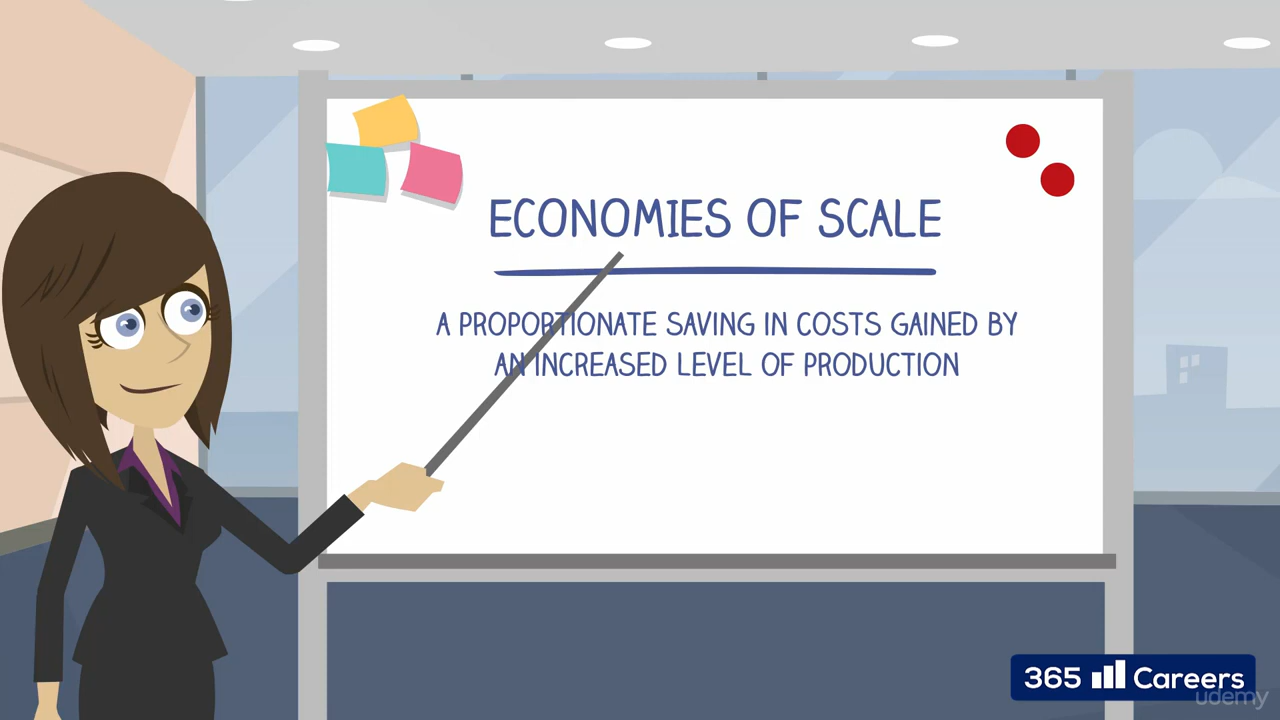 ECONOMIES OF SCALE
A PROPORTIONATE SAVING IN COSTS GAINED BY
AN INCREASED LEVEL OF PRODUCTION
365 Careers
udemy